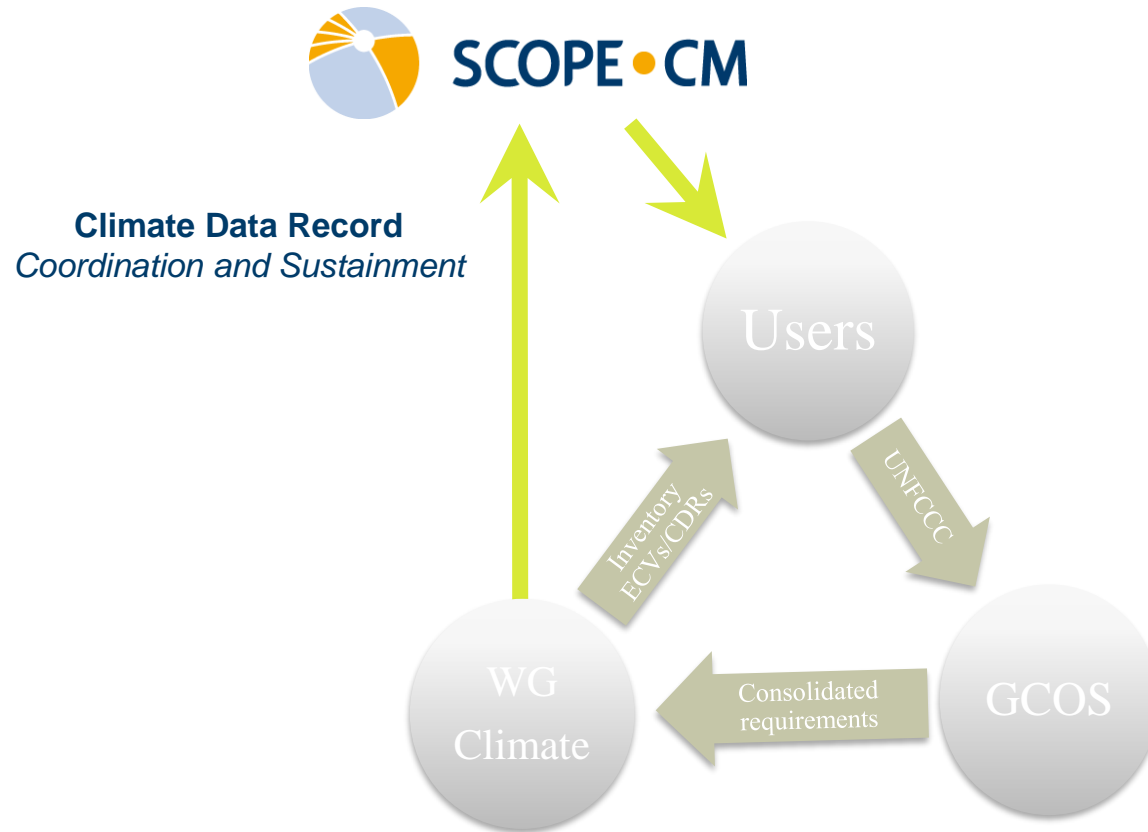 SCOPE•CM
Climate Data Record
Coordination and Sustainment
Users
UNFCCC
Inventory
ECVs/CDRs
WG
Climate
Consolidated
requirements
GCOS